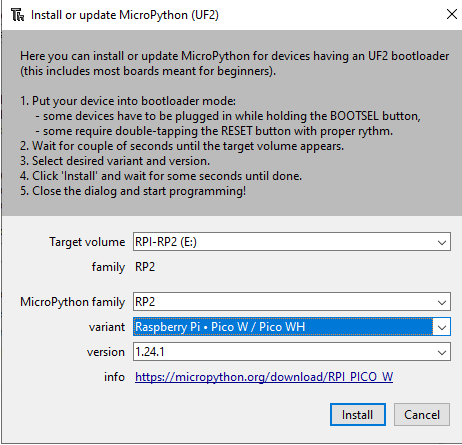 Install or update MicroPython (UF2)
Here you can install or update MicroPython for devices having an UF2 bootloader
(this includes most boards meant for beginners).
1. Put your device into bootloader mode:
- some devices have to be plugged in while holding the BOOTSEL button,
- some require double-tapping the RESET button with proper rythm.
2. Wait for couple of seconds until the target volume appears.
3. Select desired variant and version.
4. Click 'Install' and wait for some seconds until done.
5. Close the dialog and start programming!
Target volume RPI-RP2 (E:)
family RP2
MicroPython family RP2
variant Raspberry Pi • Pico W / Pico WH
version 1.24.1
info https://micropython.org/download/RPI_PICO_W
Install Cancel